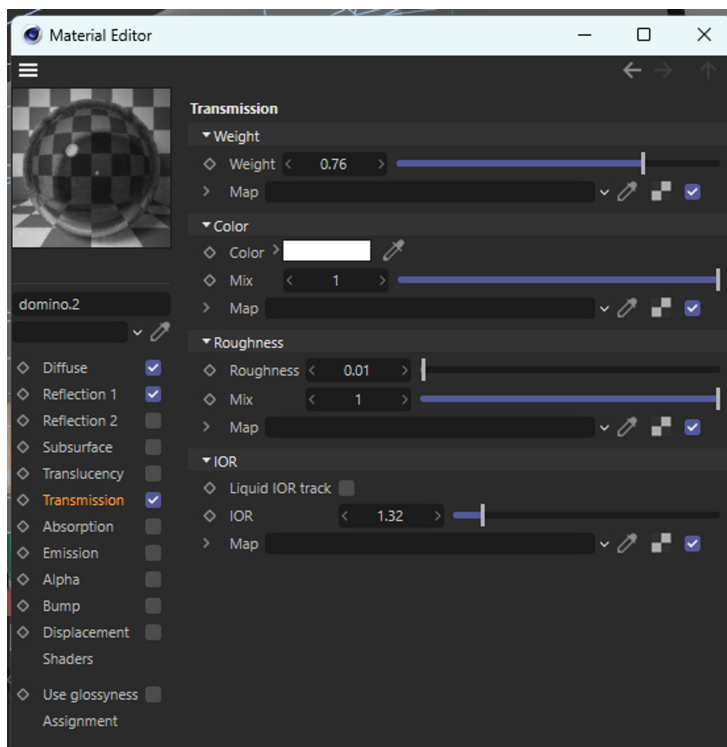 Material Editor
Transmission
Weight
Weight 0.76
Map
Color
Color
Mix 1
Map
Roughness
Roughness 0.01
Mix 1
Map
IOR
Liquid IOR track
IOR 1.32
Map
domino.2
Diffuse
Reflection 1
Reflection 2
Subsurface
Translucency
Transmission
Absorption
Emission
Alpha
Bump
Displacement
Shaders
Use glossyness
Assignment